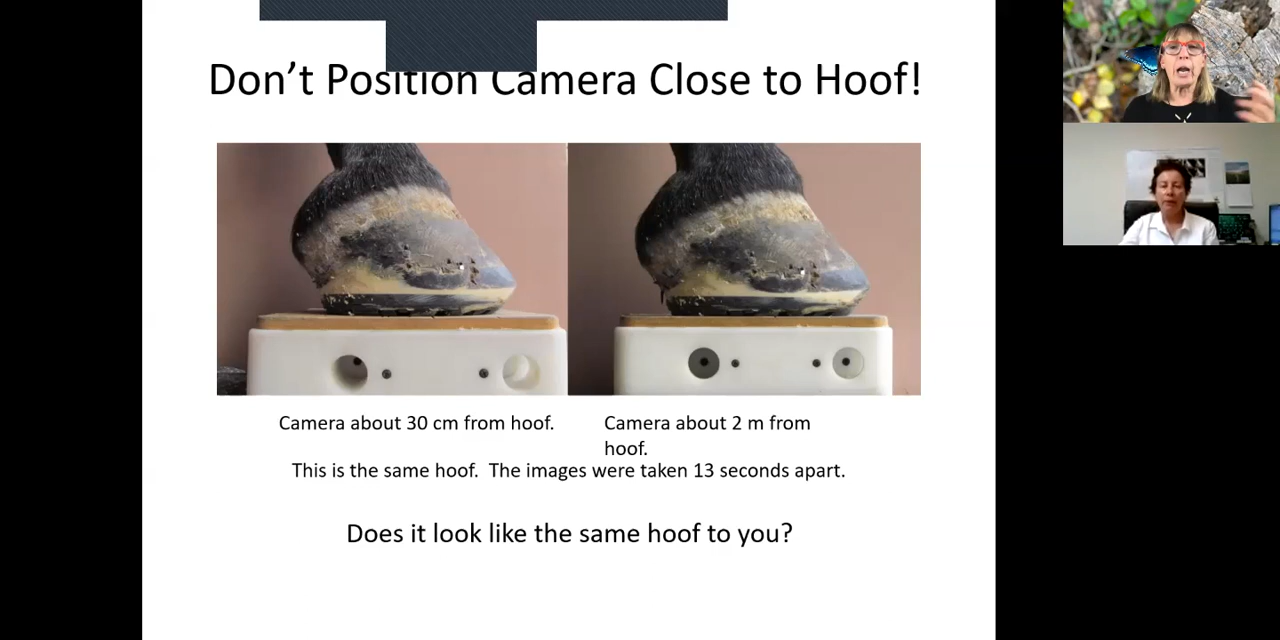 Don’t Position Camera Close to Hoof!
Camera about 30 cm from hoof.
Camera about 2 m from
hoof.
This is the same hoof.  The images were taken 13 seconds apart.
Does it look like the same hoof to you?